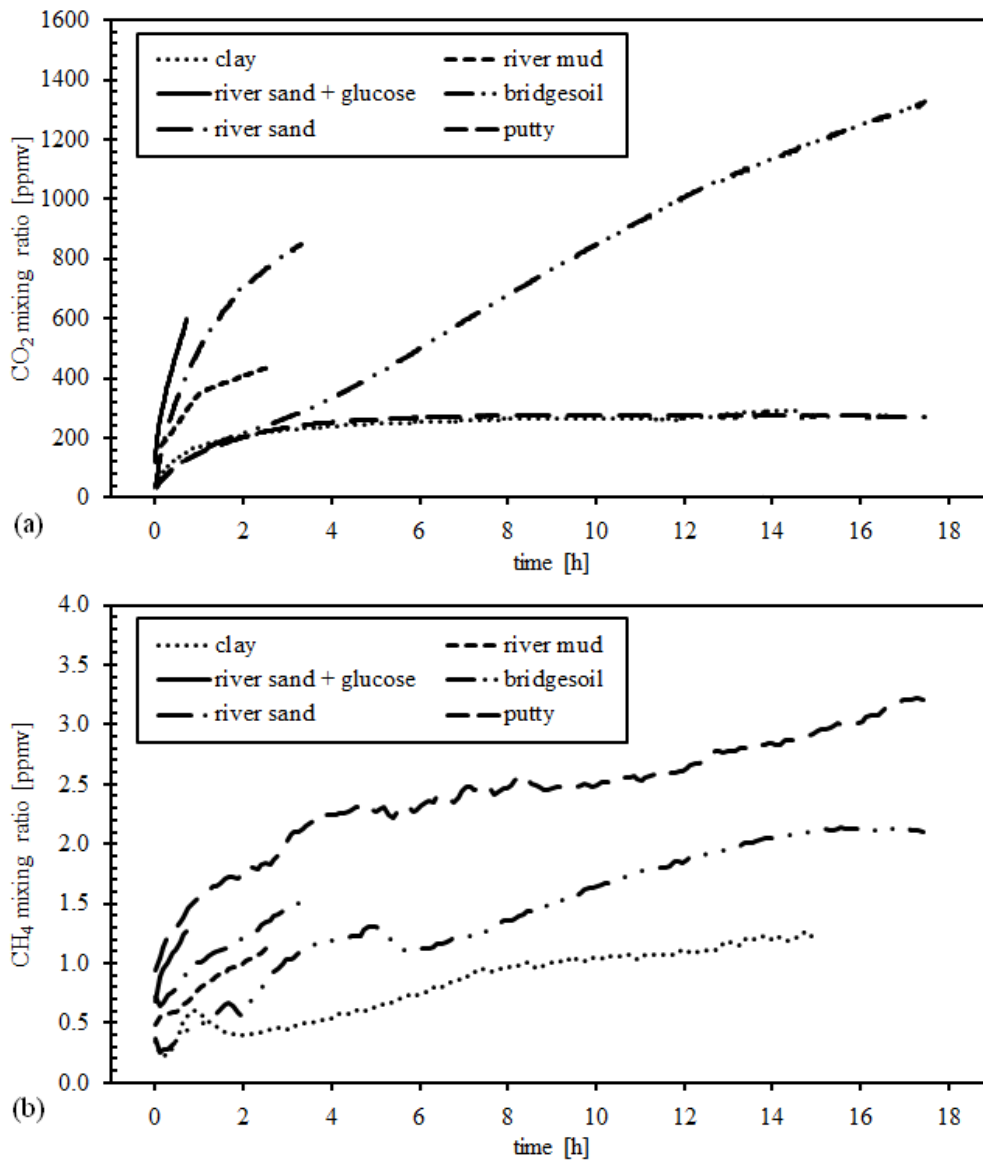 1600
1400
1200
1000
800
600
400
200
0
CO2 mixing ratio [ppmv]
clay
river mud
river sand + glucose
bridgesoil
river sand
putty
0 2 4 6 8 10 12 14 16 18
time [h]
(a)
4.0
3.5
3.0
2.5
2.0
1.5
1.0
0.5
0.0
CH4 mixing ratio [ppmv]
clay
river mud
river sand + glucose
bridgesoil
river sand
putty
0 2 4 6 8 10 12 14 16 18
time [h]
(b)